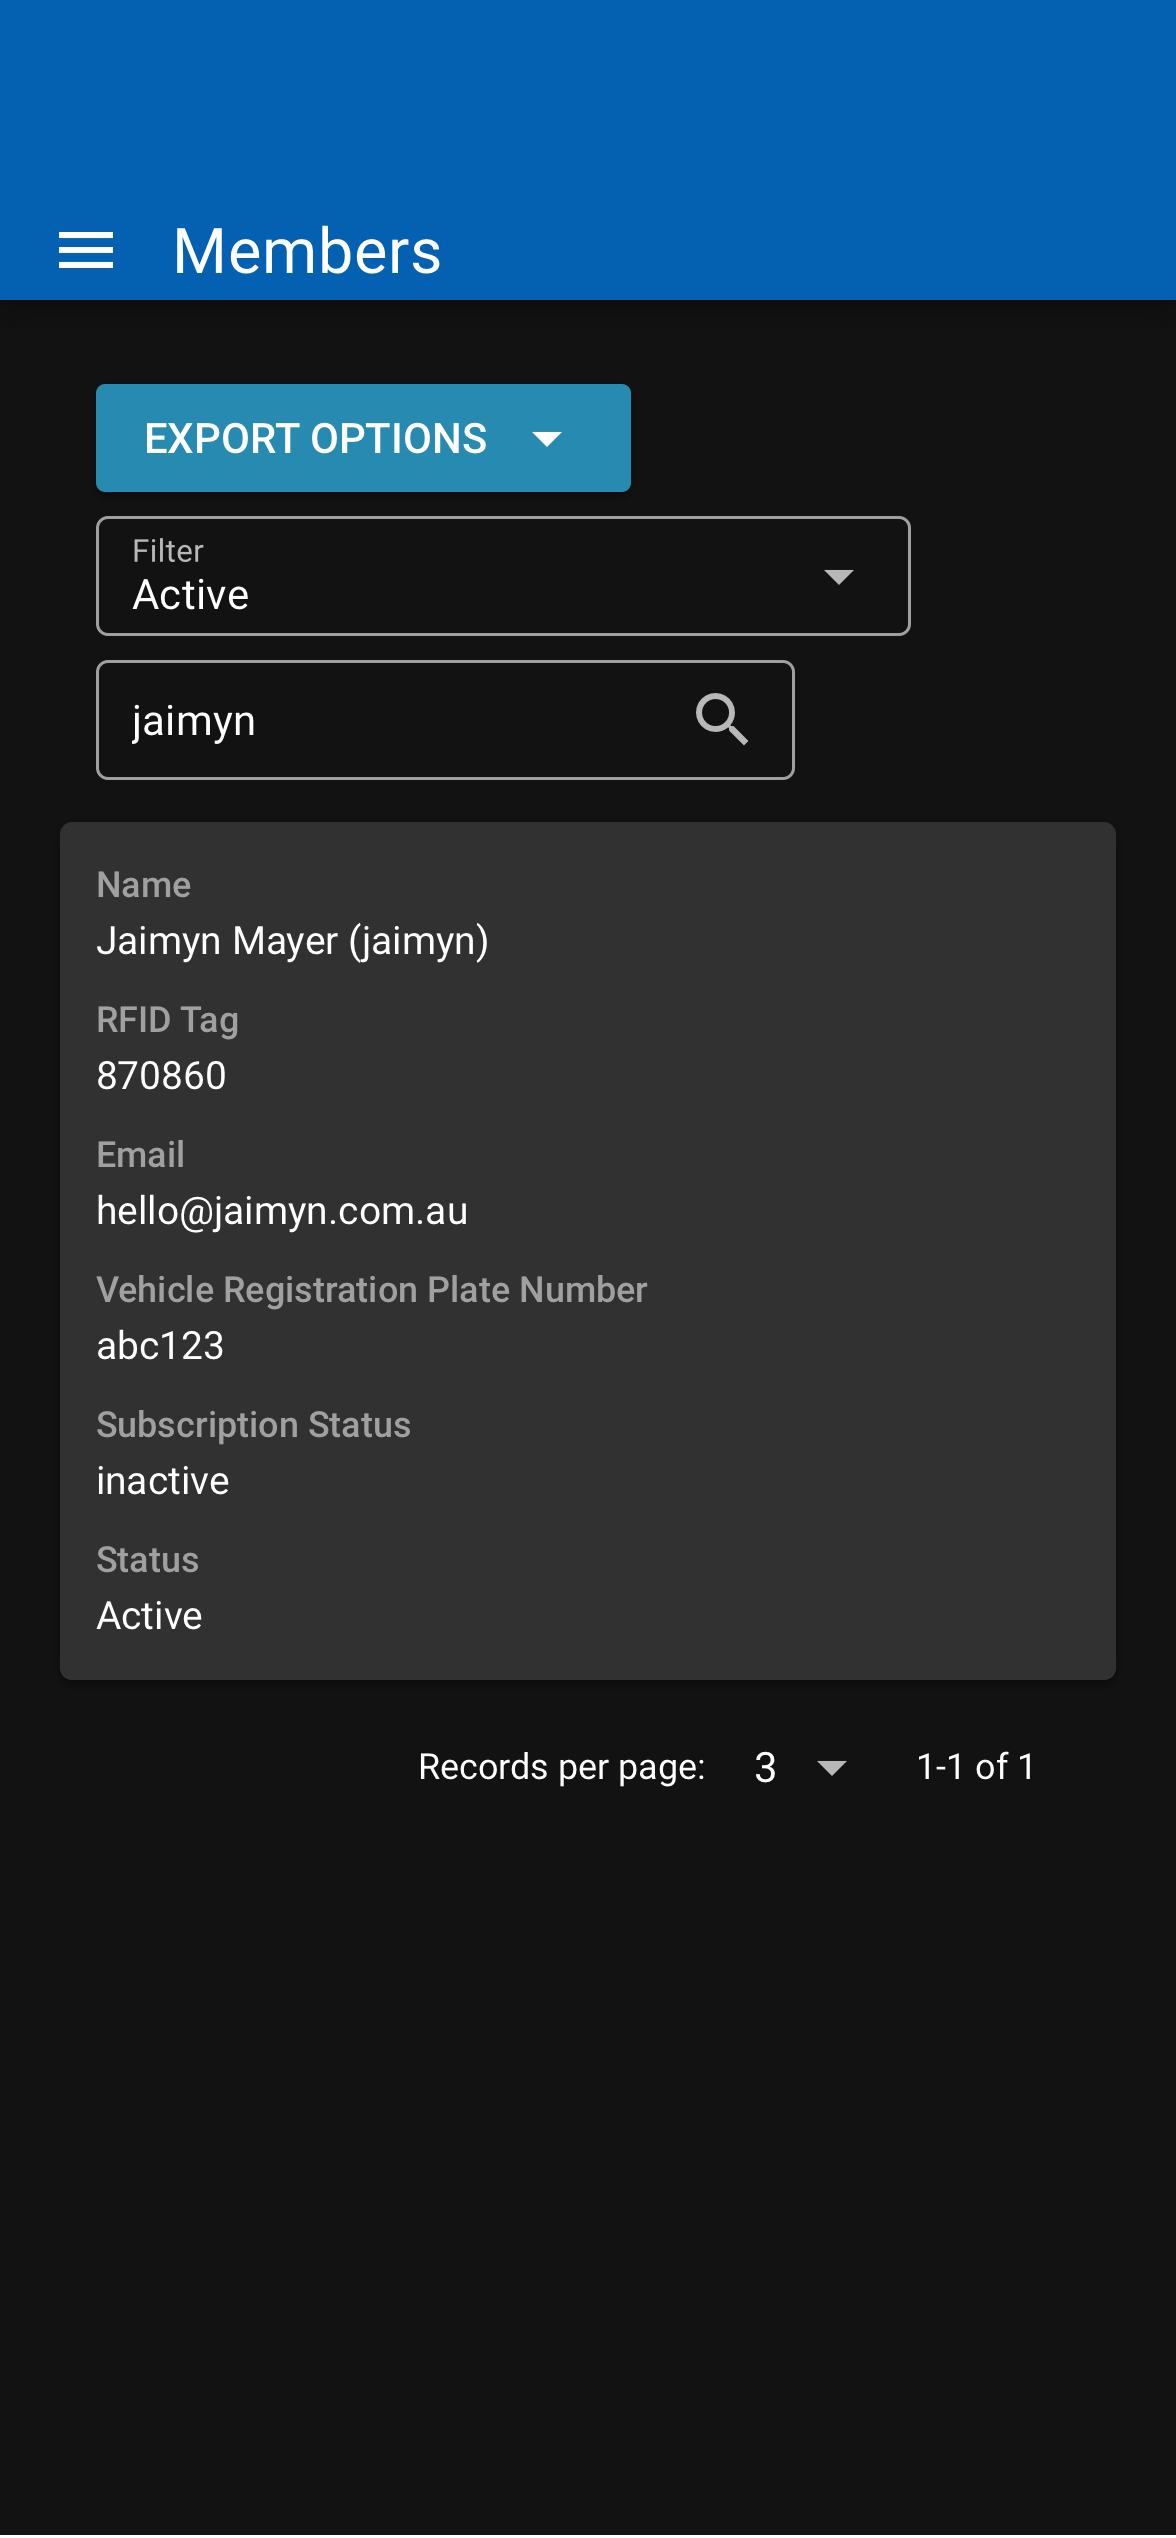 Members
EXPORT OPTIONS
Filter
Active
jaimyn
Name
Jaimyn Mayer (jaimyn)
RFID Tag
870860
Email
hello@jaimyn.com.au
Vehicle Registration Plate Number
abc123
Subscription Status
inactive
Status
Active
Records per page: 3 1-1 of 1